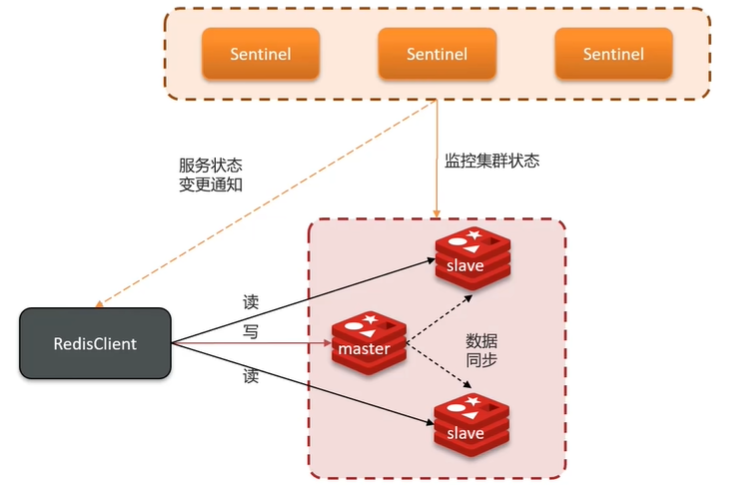 Sentinel
Sentinel
Sentinel
服务状态
变更通知
监控集群状态
slave
读
写
RedisClient
master
数据
同步
读
slave